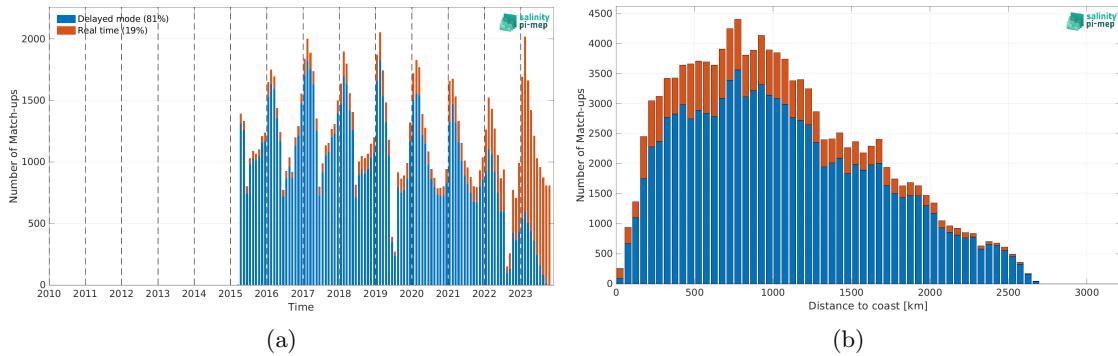 Delayed mode (81%)
Real time (19%)
salinity
pi-mep
2000
1500
1000
500
0
Number of Match-ups
2010 2011 2012 2013 2014 2015 2016 2017 2018 2019 2020 2021 2022 2023
Time
(a)
salinity
pi-mep
4500
4000
3500
3000
2500
2000
1500
1000
500
0
Number of Match-ups
0 500 1000 1500 2000 2500 3000
Distance to coast [km]
(b)